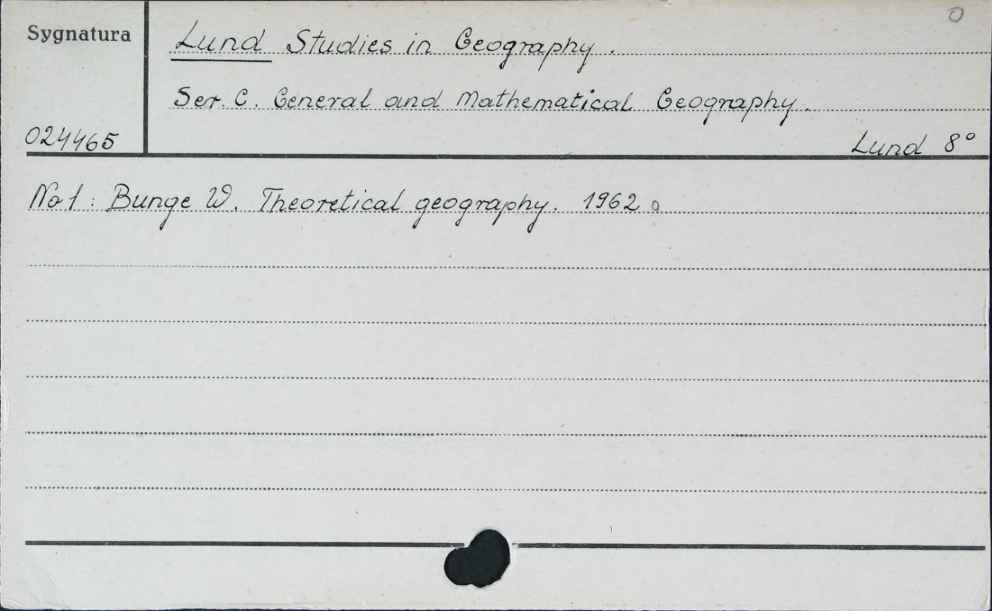 O
Sygnatura
Lund Studies in Geography.
Ser. C. General and Mathematical Geography.
024465
Lund 8°
No 1 : Bunge W. Theoretical geography. 1962